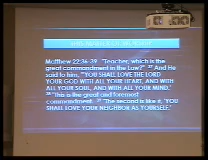 Matthew 22:36-39 "Teacher, which is the
great commandment in the Law?" 37 And He
said to him, "'YOU SHALL LOVE THE LORD
YOUR GOD WITH ALL YOUR HEART, AND WITH
ALL YOUR SOUL, AND WITH ALL YOUR MIND.'
38 "This is the great and foremost
commandment. 39 "The second is like it, 'YOU
SHALL LOVE YOUR NEIGHBOR AS YOURSELF.'